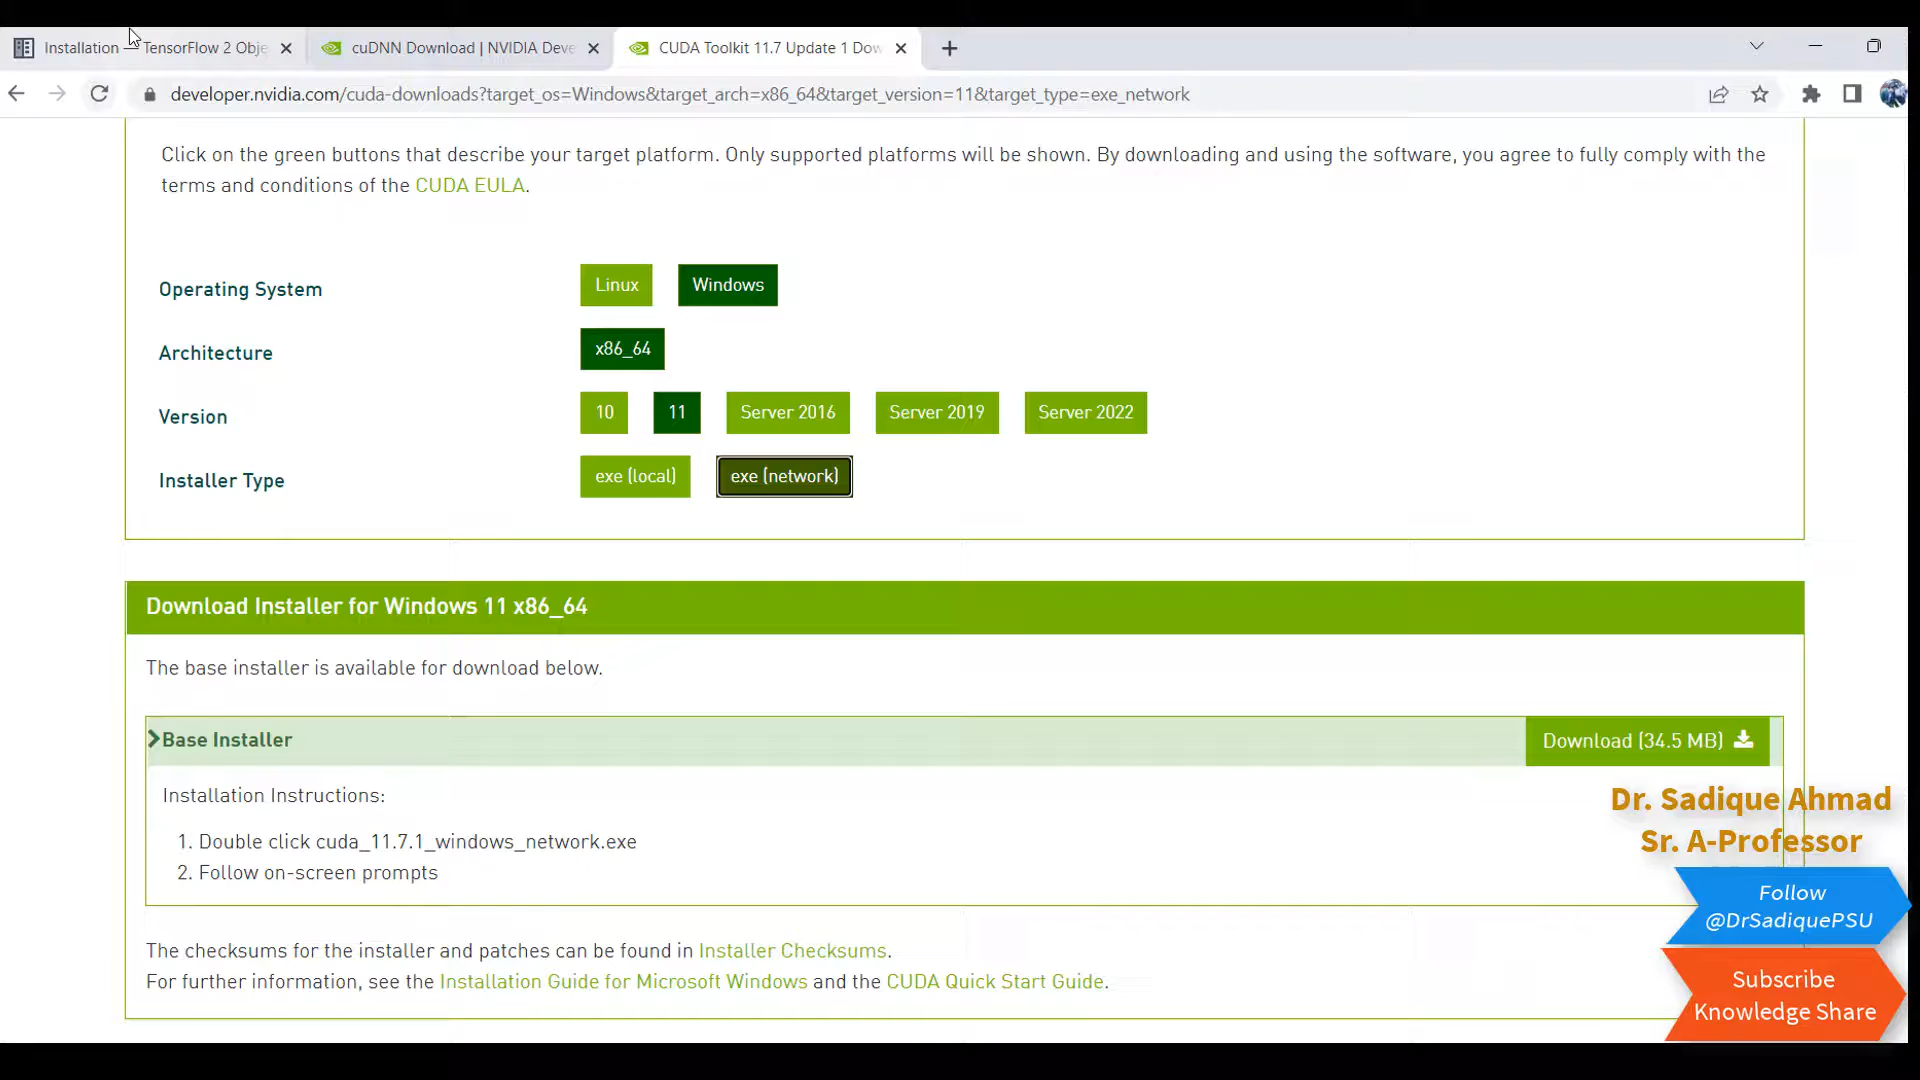 Installation — TensorFlow 2 Obje
cuDNN Download | NVIDIA Deve
CUDA Toolkit 11.7 Update 1 Dow
developer.nvidia.com/cuda-downloads?target_os=Windows&target_arch=x86_64&target_version=11&target_type=exe_network
Click on the green buttons that describe your target platform. Only supported platforms will be shown. By downloading and using the software, you agree to fully comply with the
terms and conditions of the CUDA EULA.
Operating System
Linux
Windows
Architecture
x86_64
Version
10
11
Server 2016
Server 2019
Server 2022
Installer Type
exe (local)
exe (network)
Download Installer for Windows 11 x86_64
The base installer is available for download below.
Base Installer
Download (34.5 MB)
Installation Instructions:
1. Double click cuda_11.7.1_windows_network.exe
2. Follow on-screen prompts
The checksums for the installer and patches can be found in Installer Checksums.
For further information, see the Installation Guide for Microsoft Windows and the CUDA Quick Start Guide.
Dr. Sadique Ahmad
Sr. A-Professor
Follow
@DrSadiquePSU
Subscribe
Knowledge Share